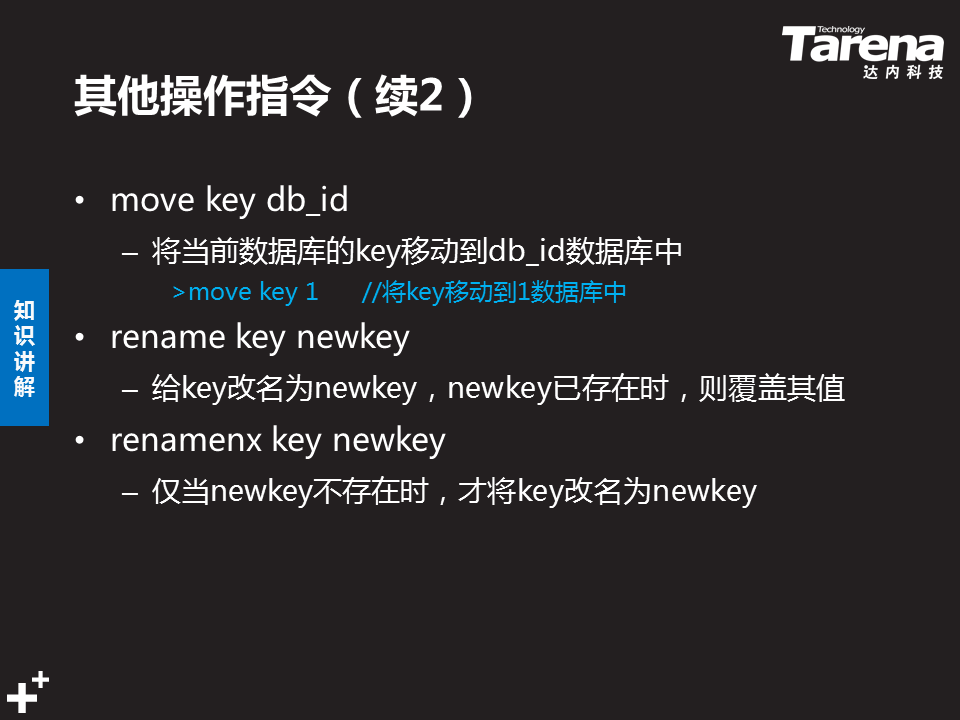 Technology
Tarena
达内科技
其他操作指令（续2）
• move key db_id
– 将当前数据库的key移动到db_id数据库中
>move key 1 //将key移动到1数据库中
知识讲解
• rename key newkey
– 给key改名为newkey，newkey已存在时，则覆盖其值
• renamenx key newkey
– 仅当newkey不存在时，才将key改名为newkey